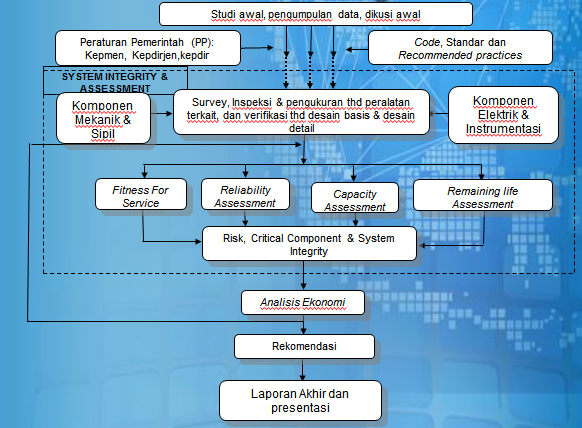 Studi awal, pengumpulan data, dikusi awal
Peraturan Pemerintah (PP):
Kepmen, Kepdirjen,kepdir
Code, Standar dan
Recommended practices
SYSTEM INTEGRITY &
ASSESSMENT
Komponen
Mekanik &
Sipil
Survey, Inspeksi & pengukuran thd peralatan
terkait, dan verifikasi thd desain basis & desain
detail
Komponen
Elektrik &
Instrumentasi
Fitness For
Service
Reliability
Assessment
Capacity
Assessment
Remaining life
Assessment
Risk, Critical Component & System
Integrity
Analisis Ekonomi
Rekomendasi
Laporan Akhir dan
presentasi